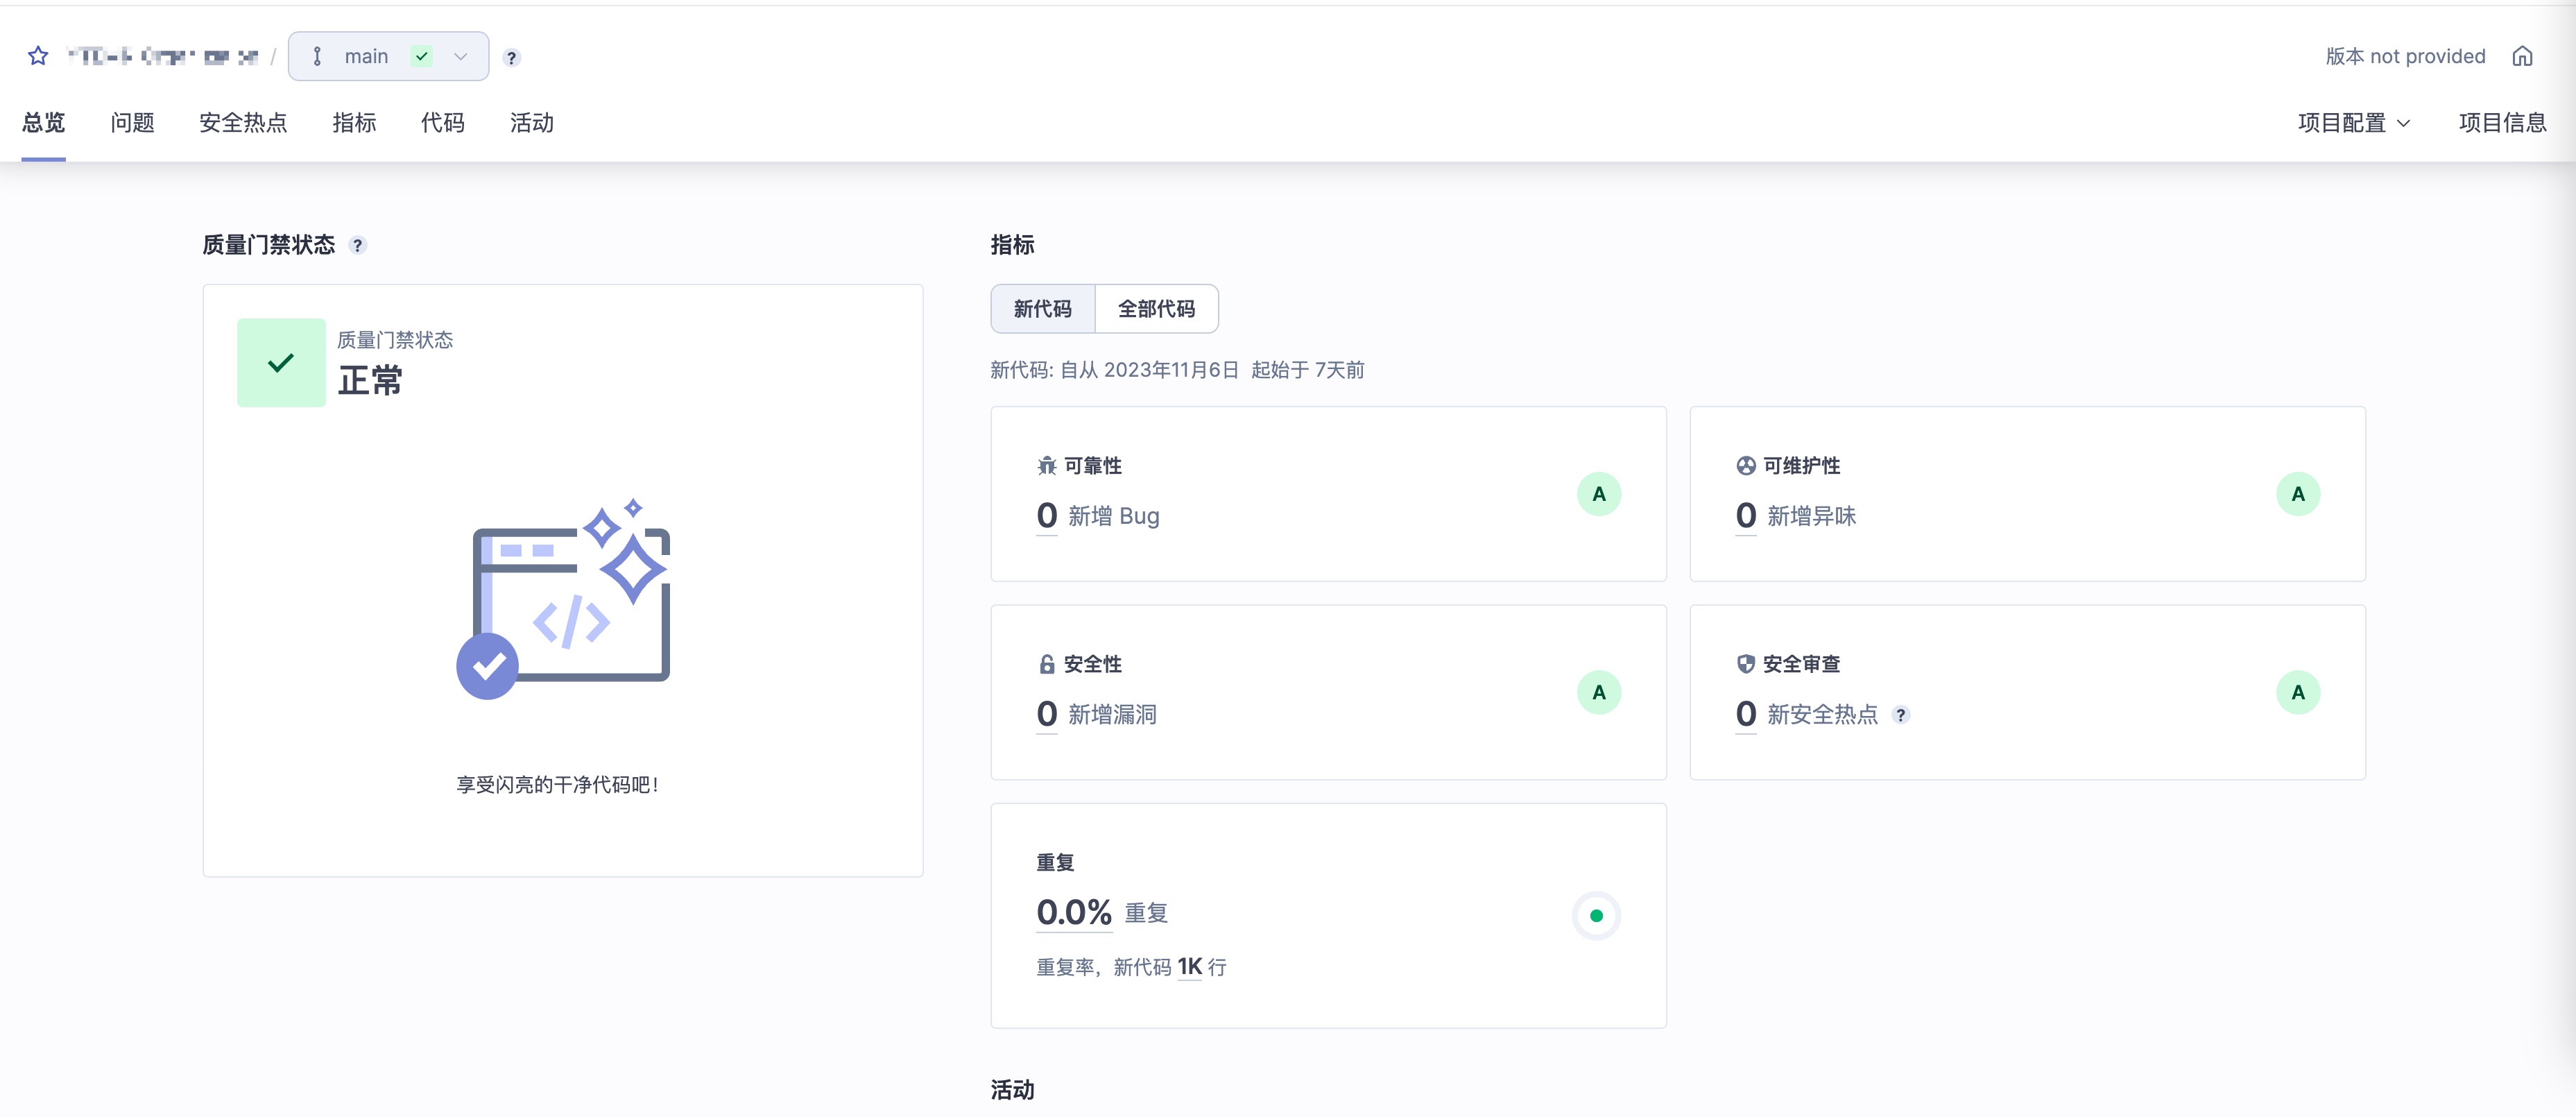 / main ?
版本 not provided
总览 问题 安全热点 指标 代码 活动
项目配置 项目信息
质量门禁状态 ?
质量门禁状态
正常
</>
享受闪亮的干净代码吧！
指标
新代码 全部代码
新代码: 自从 2023年11月6日 起始于 7天前
可靠性
0 新增 Bug
A
可维护性
0 新增异味
A
安全性
0 新增漏洞
A
安全审查
0 新安全热点 ?
A
重复
0.0% 重复
重复率，新代码 1K 行
活动